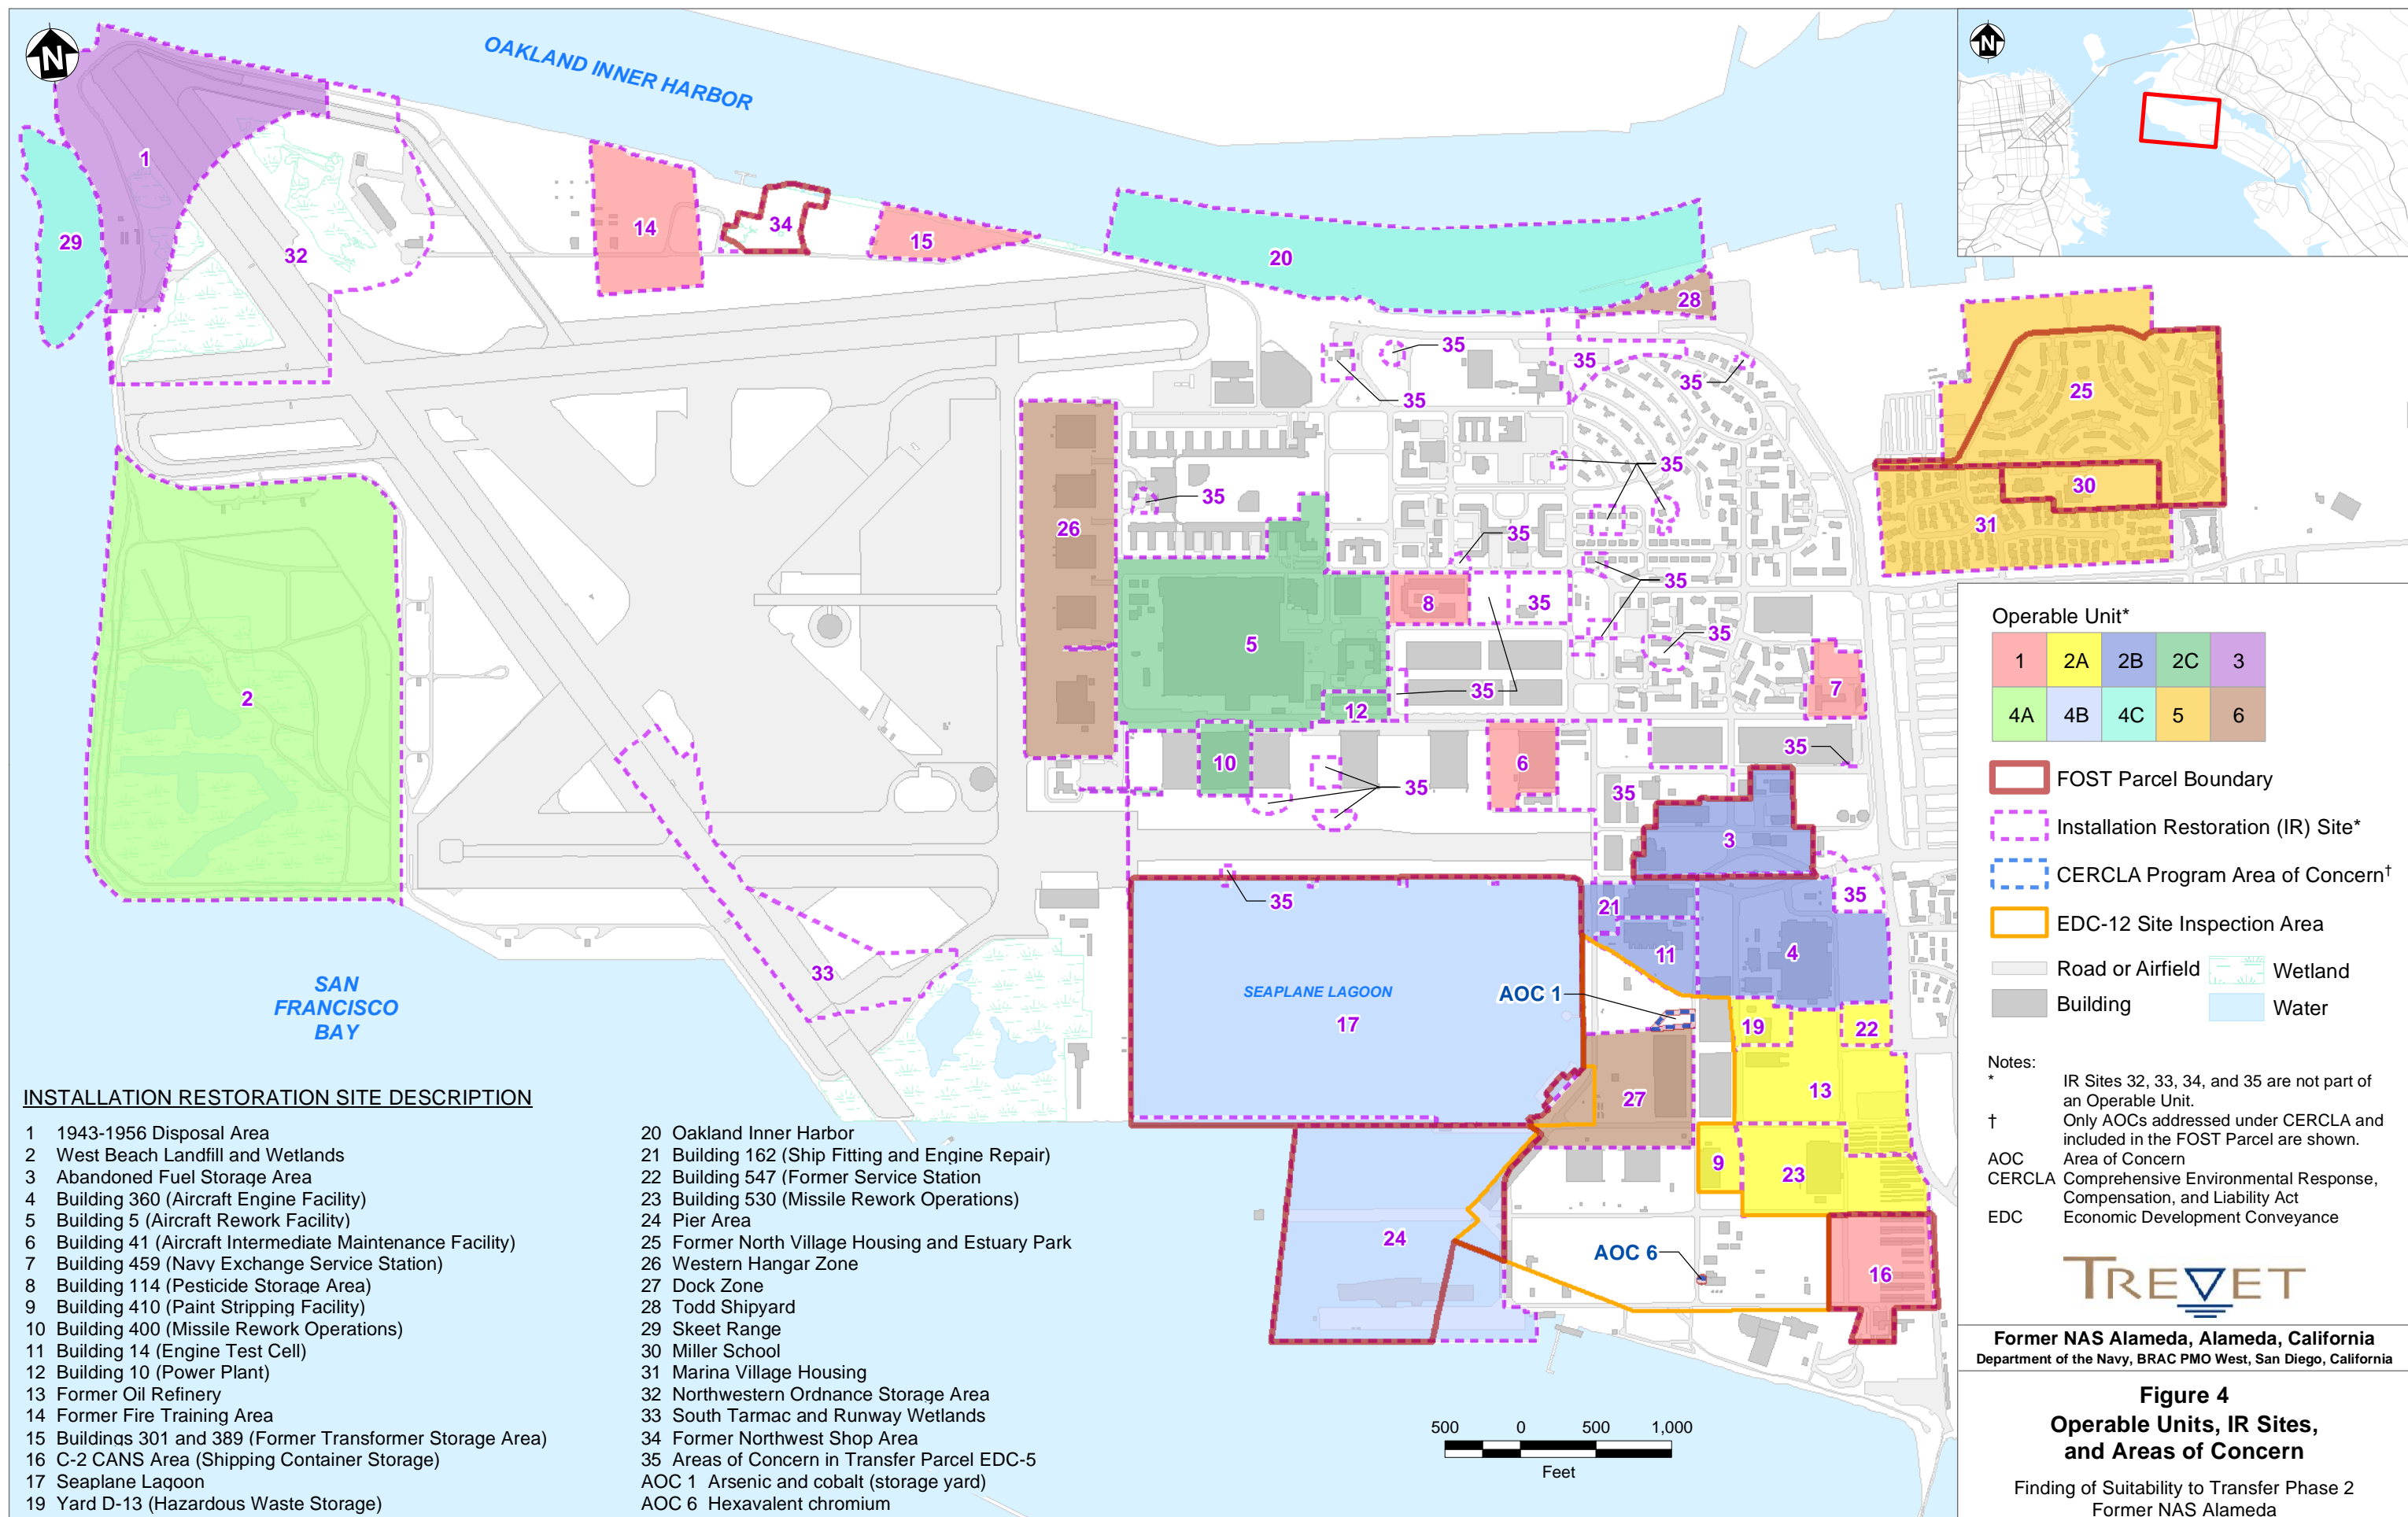 N
OAKLAND INNER HARBOR
N
1
29
32
14
34
15
20
28
35
35
35
35
35
25
30
31
35
35
26
35
5
8
35
35
35
7
2
12
35
10
6
35
35
35
3
35
21
35
11
4
33
SEAPLANE LAGOON
17
AOC 1
19
22
SAN
FRANCISCO
BAY
27
13
9
23
24
AOC 6
16
Operable Unit*
1 2A 2B 2C 3
4A 4B 4C 5 6
FOST Parcel Boundary
Installation Restoration (IR) Site*
CERCLA Program Area of Concern†
EDC-12 Site Inspection Area
Road or Airfield Wetland
Building Water
Notes:
* IR Sites 32, 33, 34, and 35 are not part of
an Operable Unit.
† Only AOCs addressed under CERCLA and
included in the FOST Parcel are shown.
AOC Area of Concern
CERCLA Comprehensive Environmental Response,
Compensation, and Liability Act
EDC Economic Development Conveyance
TREVET
Former NAS Alameda, Alameda, California
Department of the Navy, BRAC PMO West, San Diego, California
Figure 4
Operable Units, IR Sites,
and Areas of Concern
Finding of Suitability to Transfer Phase 2
Former NAS Alameda
INSTALLATION RESTORATION SITE DESCRIPTION
1 1943-1956 Disposal Area
2 West Beach Landfill and Wetlands
3 Abandoned Fuel Storage Area
4 Building 360 (Aircraft Engine Facility)
5 Building 5 (Aircraft Rework Facility)
6 Building 41 (Aircraft Intermediate Maintenance Facility)
7 Building 459 (Navy Exchange Service Station)
8 Building 114 (Pesticide Storage Area)
9 Building 410 (Paint Stripping Facility)
10 Building 400 (Missile Rework Operations)
11 Building 14 (Engine Test Cell)
12 Building 10 (Power Plant)
13 Former Oil Refinery
14 Former Fire Training Area
15 Buildings 301 and 389 (Former Transformer Storage Area)
16 C-2 CANS Area (Shipping Container Storage)
17 Seaplane Lagoon
19 Yard D-13 (Hazardous Waste Storage)
20 Oakland Inner Harbor
21 Building 162 (Ship Fitting and Engine Repair)
22 Building 547 (Former Service Station
23 Building 530 (Missile Rework Operations)
24 Pier Area
25 Former North Village Housing and Estuary Park
26 Western Hangar Zone
27 Dock Zone
28 Todd Shipyard
29 Skeet Range
30 Miller School
31 Marina Village Housing
32 Northwestern Ordnance Storage Area
33 South Tarmac and Runway Wetlands
34 Former Northwest Shop Area
35 Areas of Concern in Transfer Parcel EDC-5
AOC 1 Arsenic and cobalt (storage yard)
AOC 6 Hexavalent chromium
500 0 500 1,000
Feet